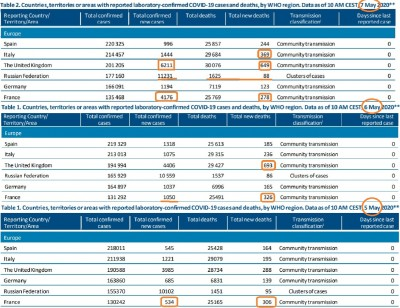 Table 2. Countries, territories or areas with reported laboratory-confirmed COVID-19 cases and deaths, by WHO region. Data as of 10 AM CEST, 7 May 2020**
Reporting Country/ Total confirmed Total confirmed Total deaths Total new Transmission Days since last
Territory/Area cases new cases deaths classification reported case
Europe
Spain 220 325 996 25 857 244 Community transmission 0
Italy 214 457 1444 29 684 369 Community transmission 0
The United Kingdom 201 205 6211 30 076 649 Community transmission 0
Russian Federation 177 160 11231 1625 88 Clusters of cases 0
Germany 166 091 1194 7119 123 Community transmission 0
France 135 468 4176 25 769 278 Community transmission 0
Table 1. Countries, territories or areas with reported laboratory-confirmed COVID-19 cases and deaths, by WHO region. Data as of 10 AM CEST, 6 May 2020**
Reporting Country/ Total confirmed Total confirmed Total deaths Total new Transmission Days since last
Territory/Area cases new cases deaths classification reported case
Europe
Spain 219 329 1318 25 613 185 Community transmission 0
Italy 213 013 1075 29 315 236 Community transmission 0
The United Kingdom 194 994 4406 29 427 693 Community transmission 0
Russian Federation 165 929 10 559 1537 86 Clusters of cases 0
Germany 164 897 1037 6996 165 Community transmission 0
France 131 292 1050 25491 326 Community transmission 0
Table 1. Countries, territories or areas with reported laboratory-confirmed COVID-19 cases and deaths, by WHO region. Data as of 10 AM CEST, 5 May 2020**
Reporting Country/ Total confirmed Total confirmed Total deaths Total new Transmission Days since last
Territory/Area cases new cases deaths classification reported case
Europe
Spain 218011 545 25428 164 Community transmission 0
Italy 211938 1221 29079 195 Community transmission 0
The United Kingdom 190588 3985 28734 288 Community transmission 0
Germany 163860 685 6831 139 Community transmission 0
Russian Federation 155370 10102 1451 95 Clusters of cases 0
France 130242 534 25165 306 Community transmission 0